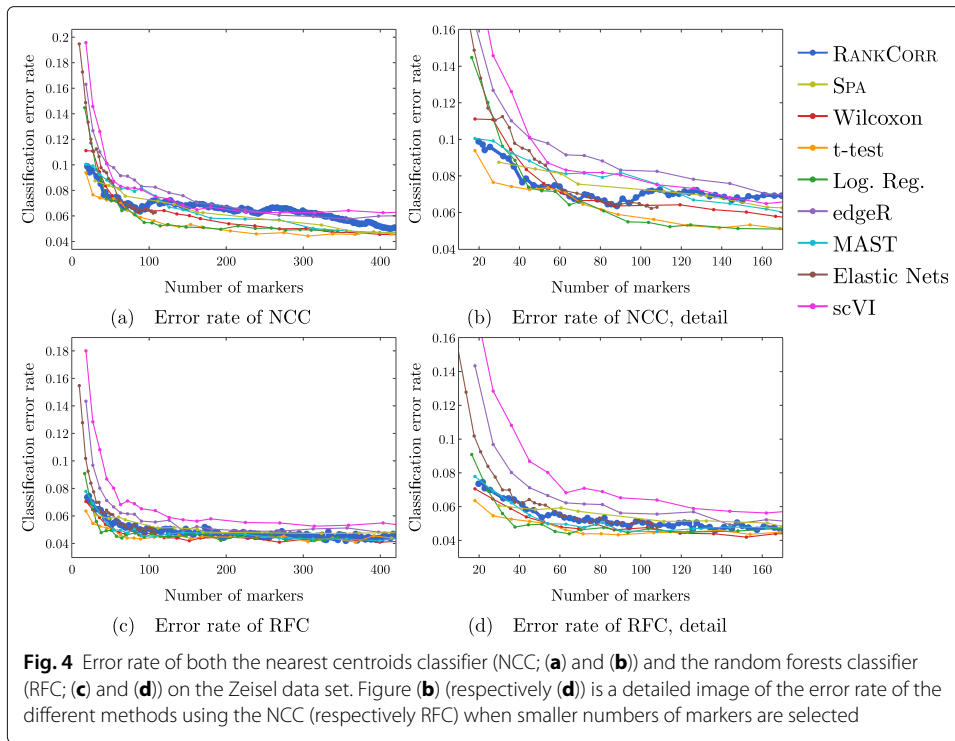 0.2
0.18
0.16
0.14
0.12
0.1
0.08
0.06
0.04
0
100
200
300
400
Classification error rate
Number of markers
(a) Error rate of NCC
0.16
0.14
0.12
0.1
0.08
0.06
0.04
20
40
60
80
100
120
140
160
Classification error rate
Number of markers
(b) Error rate of NCC, detail
RANKCORR
SPA
Wilcoxon
t-test
Log. Reg.
edgeR
MAST
Elastic Nets
scVI
0.18
0.16
0.14
0.12
0.1
0.08
0.06
0.04
0
100
200
300
400
Classification error rate
Number of markers
(c) Error rate of RFC
0.16
0.14
0.12
0.1
0.08
0.06
0.04
20
40
60
80
100
120
140
160
Classification error rate
Number of markers
(d) Error rate of RFC, detail
Fig. 4 Error rate of both the nearest centroids classifier (NCC; (a) and (b)) and the random forests classifier
(RFC; (c) and (d)) on the Zeisel data set. Figure (b) (respectively (d)) is a detailed image of the error rate of the
different methods using the NCC (respectively RFC) when smaller numbers of markers are selected